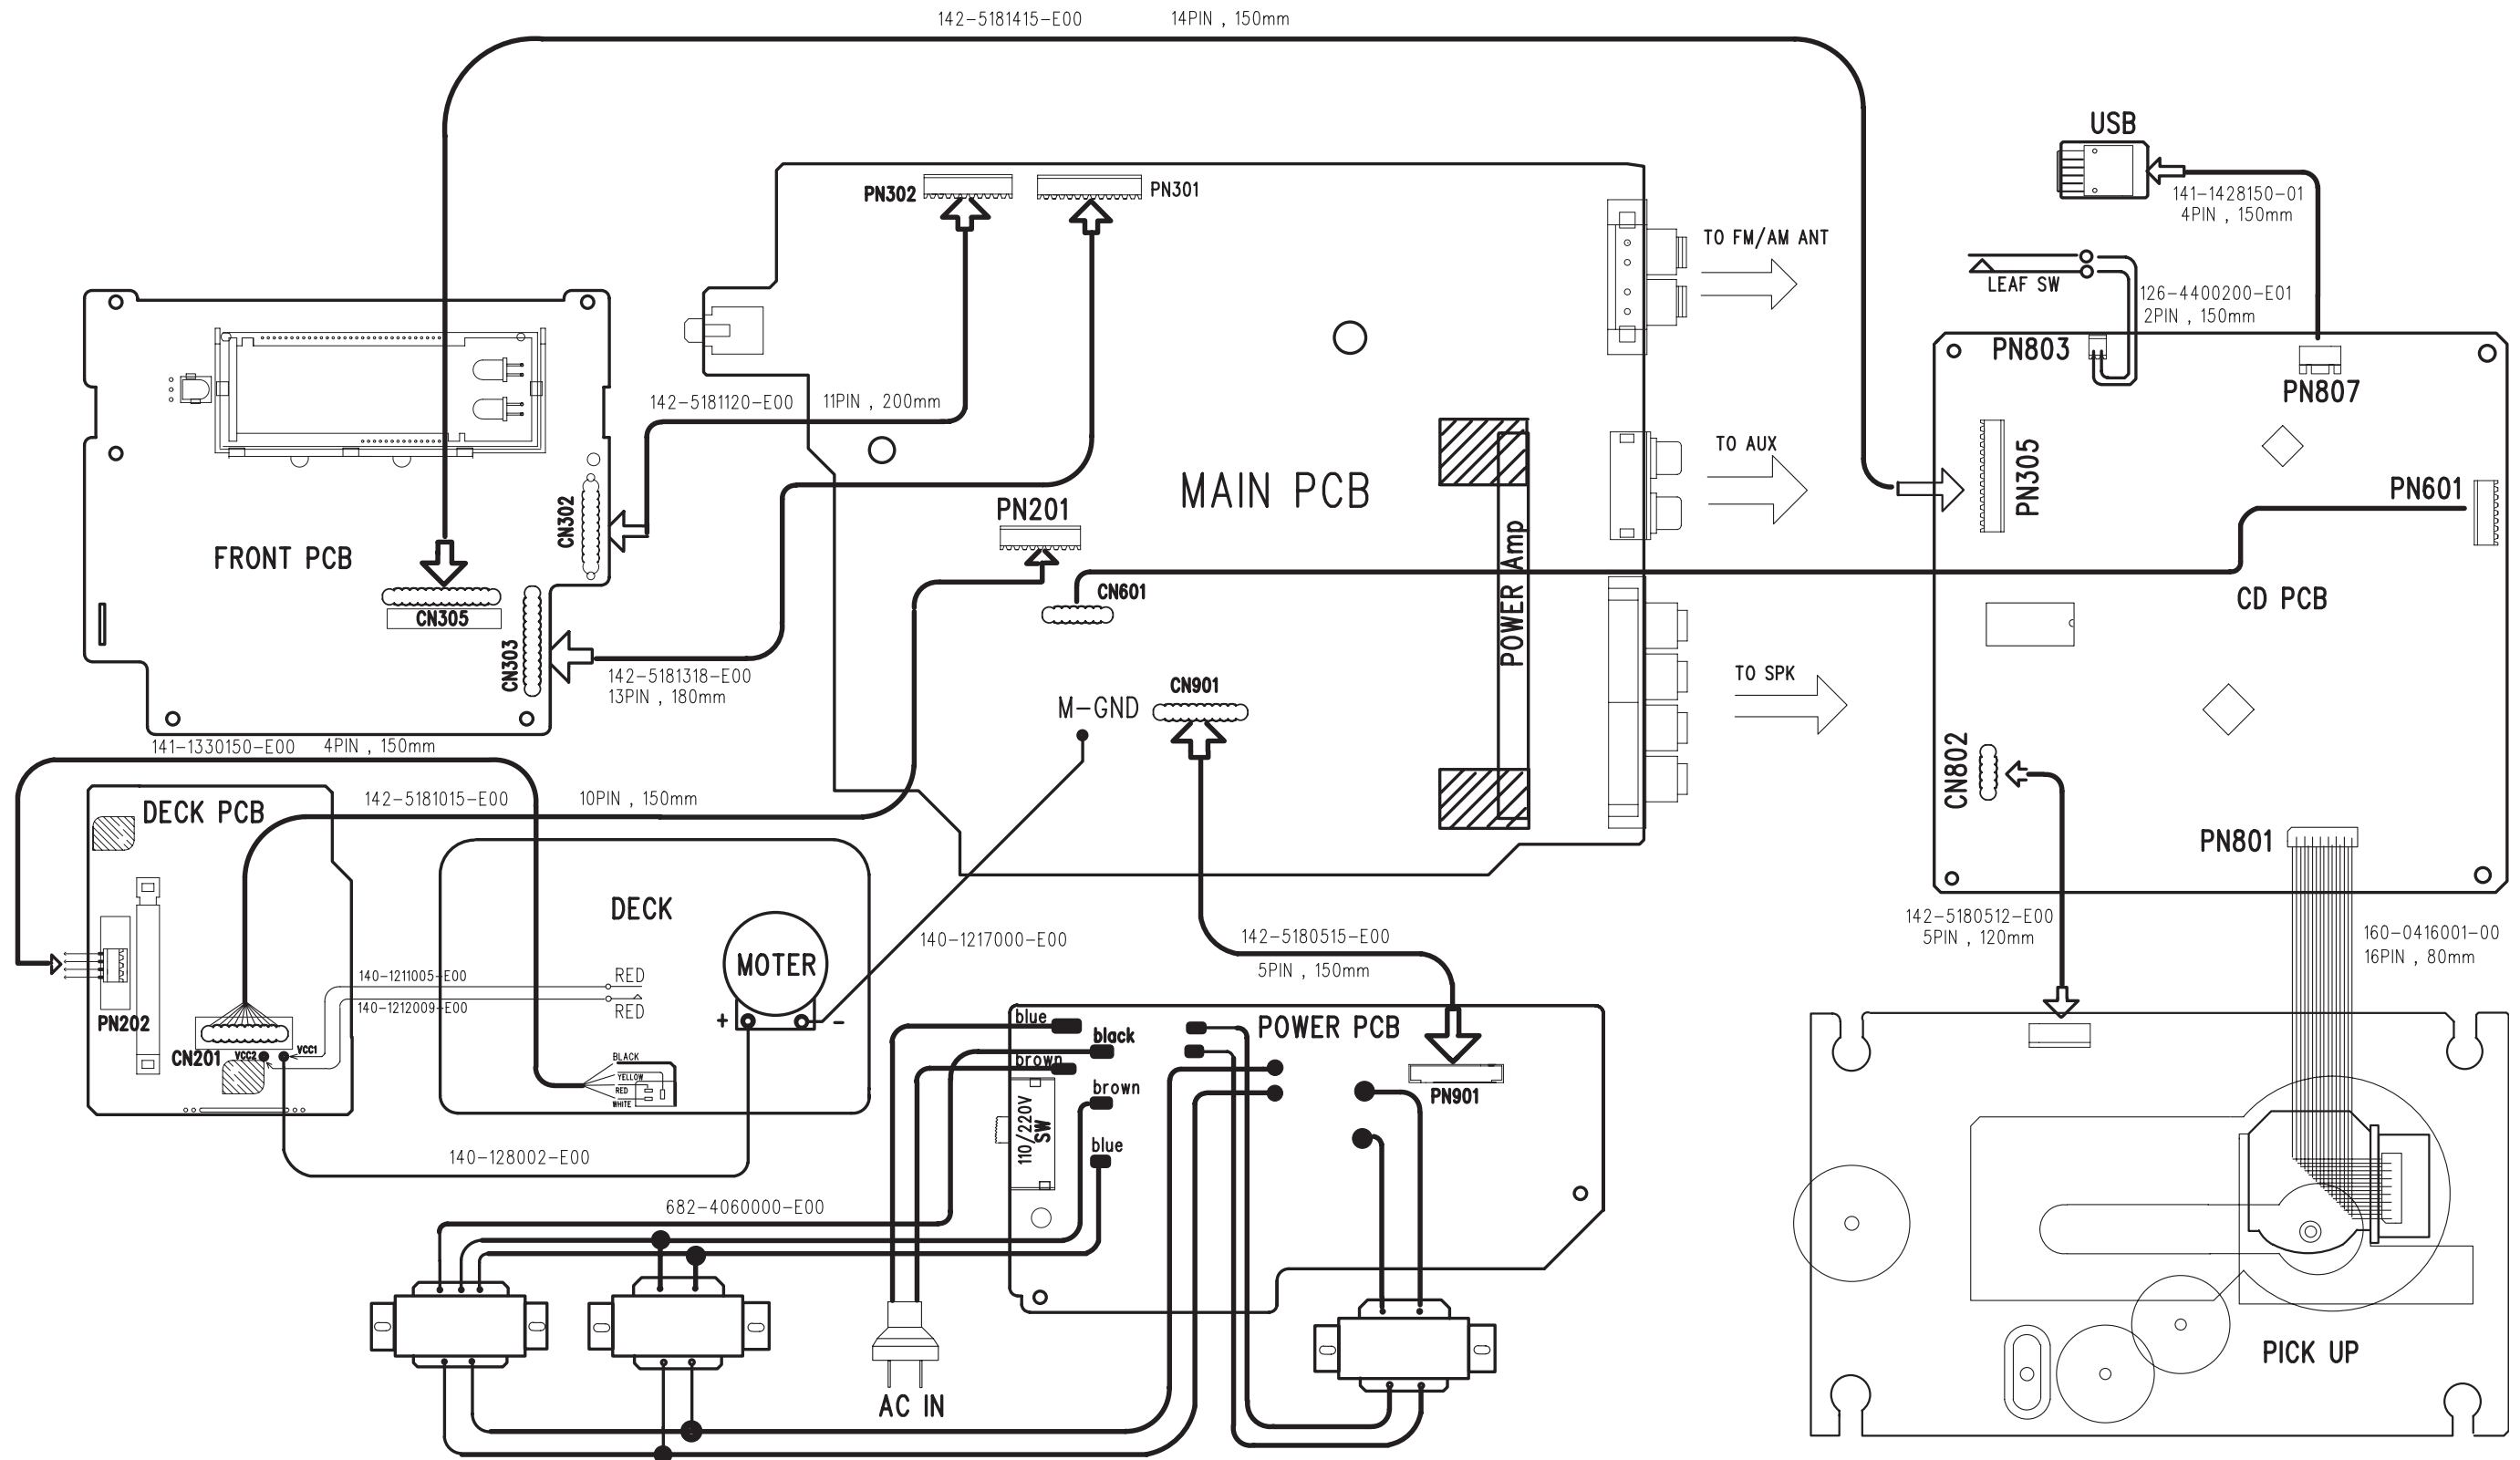 142-5181415-E00 14PIN , 150mm
USB
141-1428150-01
4PIN , 150mm
PN302
PN301
TO FM/AM ANT
LEAF SW
126-4400200-E01
2PIN , 150mm
PN803
PN807
142-5181120-E00 11PIN , 200mm
TO AUX
PN305
PN601
MAIN PCB
CN302
PN201
FRONT PCB
POWER Amp
CN601
CD PCB
CN305
CN303
142-5181318-E00
13PIN , 180mm
TO SPK
CN901
M-GND
141-1330150-E00 4PIN , 150mm
CN802
142-5181015-E00 10PIN , 150mm
DECK PCB
PN801
DECK
142-5180512-E00
5PIN , 120mm
140-1217000-E00
142-5180515-E00
5PIN , 150mm
160-0416001-00
16PIN , 80mm
MOTER
140-1211005-E00
RED
140-1212009-E00
RED
PN202
+
-
CN201
VCC2
VCC1
blue
black
brown
POWER PCB
BLACK
YELLOW
RED
WHITE
brown
PN901
110/220V
SW
blue
140-128002-E00
682-4060000-E00
PICK UP
AC IN